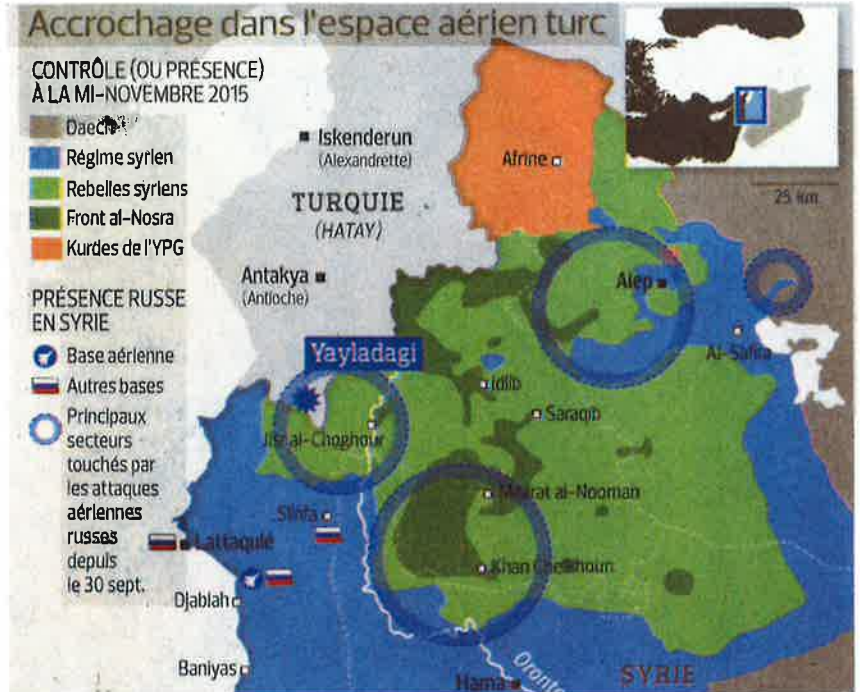 Accrochage dans l'espace aérien turc
CONTRÔLE (OU PRÉSENCE)
À LA MI-NOVEMBRE 2015
Daech
Régime syrien
Rebelles syriens
Front al-Nosra
Kurdes de l'YPG
PRÉSENCE RUSSE
EN SYRIE
Base aérienne
Autres bases
Principaux
secteurs
touchés par
les attaques
aériennes
russes
depuis
le 30 sept.
Iskenderun
(Alexandrette)
TURQUIE
(HATAY)
Antakya
(Antioche)
Afrine
25 km
Alep
Al-Safira
Yayladagi
Idlib
Saraqib
Jisr al-Choghour
Maarat al-Nooman
Slinfa
Lattaquié
Khan Cheikhoun
Djablah
Baniyas
Hama
Oronte
SYRIE